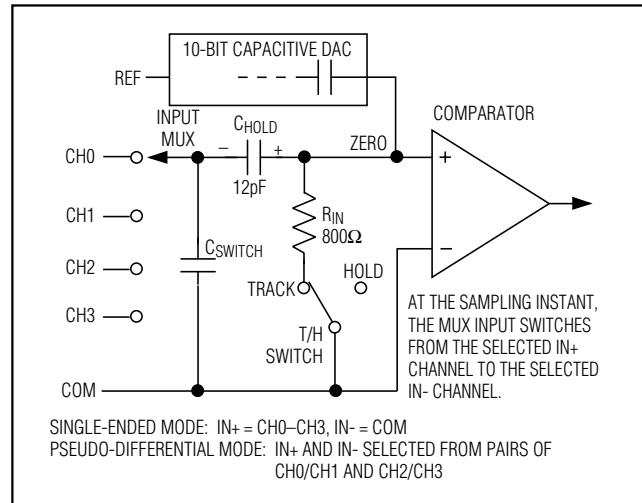 10-BIT CAPACITIVE DAC
REF
COMPARATOR
INPUT
MUX
CHOLD
ZERO
− +
+
CH0
12pF
RIN
800Ω
CH1
CSWITCH
−
HOLD
CH2
TRACK
AT THE SAMPLING INSTANT,
THE MUX INPUT SWITCHES
FROM THE SELECTED IN+
CHANNEL TO THE SELECTED
IN- CHANNEL.
CH3
T/H
SWITCH
COM
SINGLE-ENDED MODE: IN+ = CH0–CH3, IN- = COM
PSEUDO-DIFFERENTIAL MODE: IN+ AND IN- SELECTED FROM PAIRS OF
CH0/CH1 AND CH2/CH3